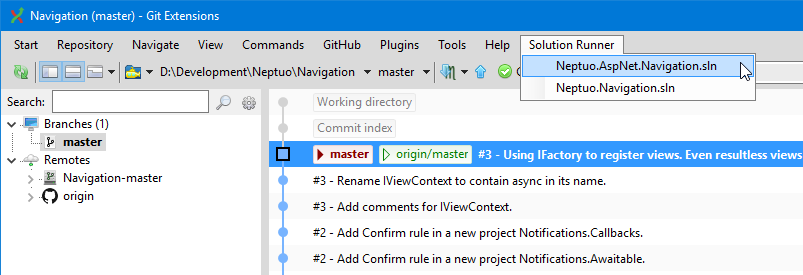 Navigation (master) - Git Extensions
Start Repository Navigate View Commands GitHub Plugins Tools Help Solution Runner
D:\Development\Neptuo\Navigation master
Neptuo.AspNet.Navigation.sln
Neptuo.Navigation.sln
Search:
Branches (1)
master
Remotes
Navigation-master
origin
Working directory
Commit index
master origin/master #3 - Using IFactory to register views. Even resultless views
#3 - Rename IViewContext to contain async in its name.
#3 - Add comments for IViewContext.
#2 - Add Confirm rule in a new project Notifications.Callbacks.
#2 - Add Confirm rule in a new project Notifications.Awaitable.